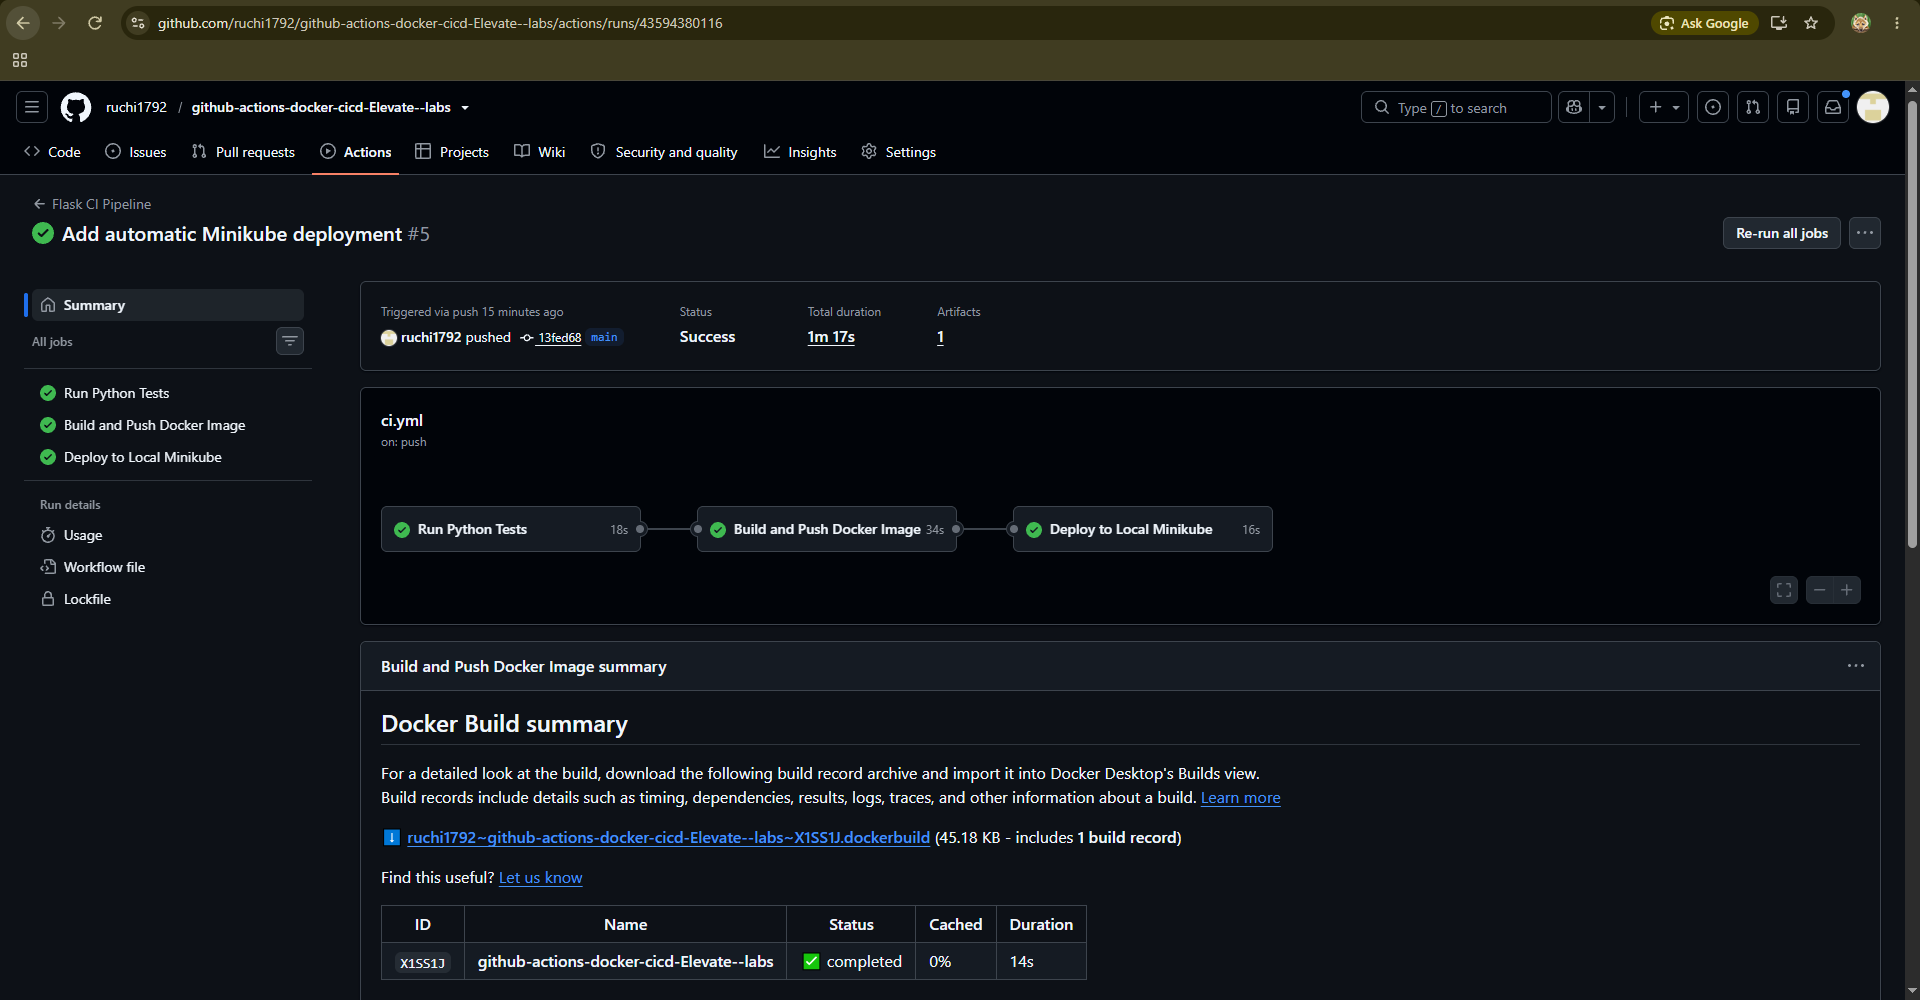 github.com/ruchi1792/github-actions-docker-cicd-Elevate--labs/actions/runs/43594380116
Ask Google
ruchi1792 / github-actions-docker-cicd-Elevate--labs
Type / to search
Code
Issues
Pull requests
Actions
Projects
Wiki
Security and quality
Insights
Settings
← Flask CI Pipeline
Add automatic Minikube deployment #5
Re-run all jobs
Summary
All jobs
Run Python Tests
Build and Push Docker Image
Deploy to Local Minikube
Run details
Usage
Workflow file
Lockfile
Triggered via push 15 minutes ago
ruchi1792 pushed 13fed68 main
Status
Success
Total duration
1m 17s
Artifacts
1
ci.yml
on: push
Run Python Tests 18s
Build and Push Docker Image 34s
Deploy to Local Minikube 16s
Build and Push Docker Image summary
Docker Build summary
For a detailed look at the build, download the following build record archive and import it into Docker Desktop's Builds view.
Build records include details such as timing, dependencies, results, logs, traces, and other information about a build. Learn more
ruchi1792~github-actions-docker-cicd-Elevate--labs~X1SS1J.dockerbuild (45.18 KB - includes 1 build record)
Find this useful? Let us know
ID Name Status Cached Duration
X1SS1J github-actions-docker-cicd-Elevate--labs ✅ completed 0% 14s